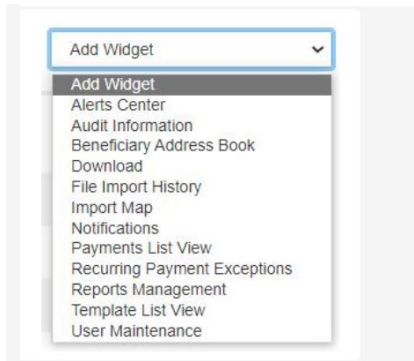 Add Widget
Add Widget
Alerts Center
Audit Information
Beneficiary Address Book
Download
File Import History
Import Map
Notifications
Payments List View
Recurring Payment Exceptions
Reports Management
Template List View
User Maintenance